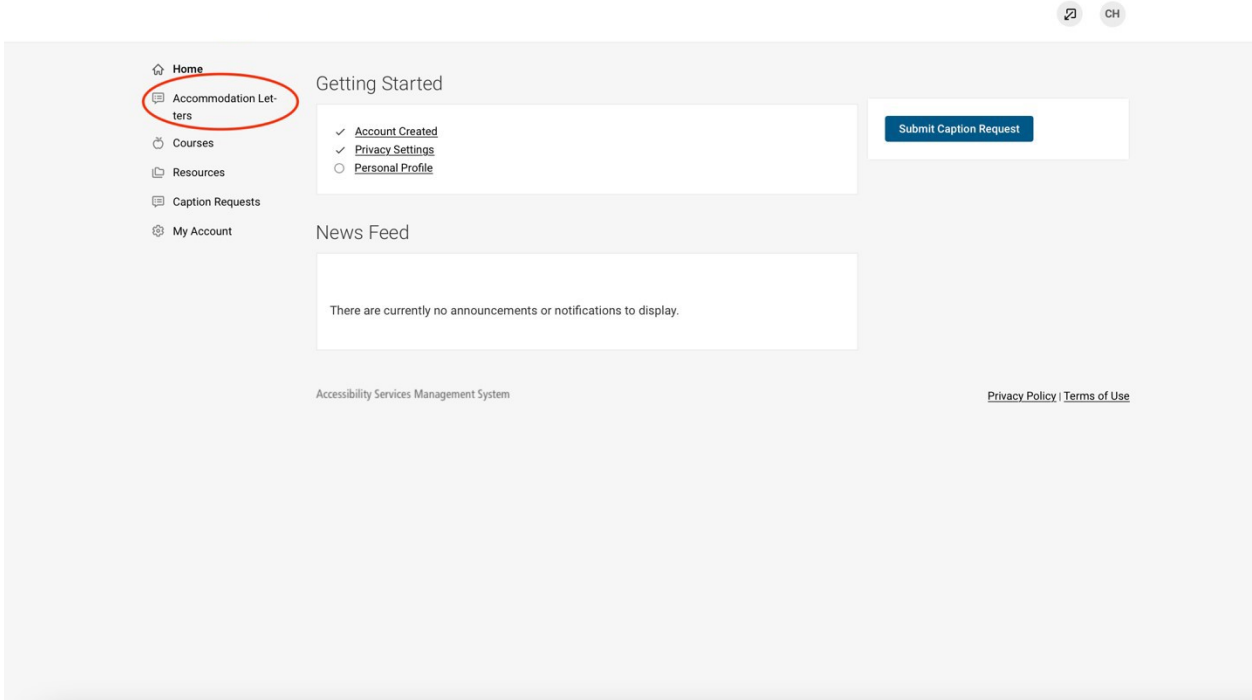 CH
Home
Accommodation Let-
ters
Courses
Resources
Caption Requests
My Account
Getting Started
Account Created
Privacy Settings
Personal Profile
Submit Caption Request
News Feed
There are currently no announcements or notifications to display.
Accessibility Services Management System
Privacy Policy | Terms of Use